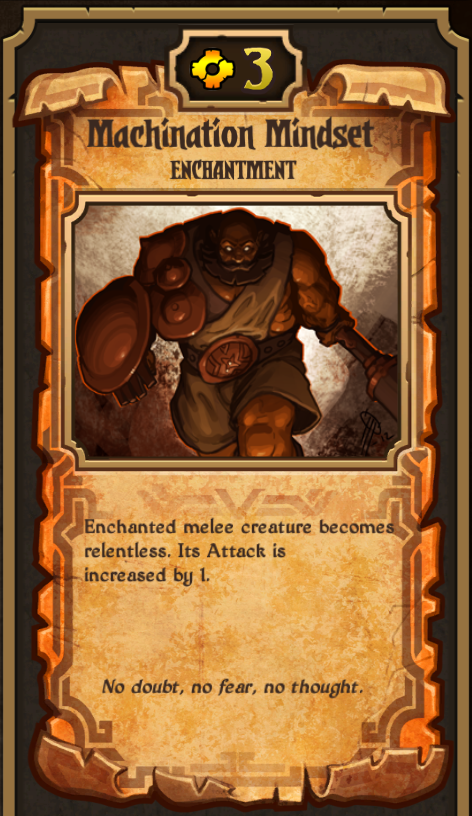 3
Machination Mindset
ENCHANTMENT
Enchanted melee creature becomes
relentless. Its Attack is
increased by 1.
No doubt, no fear, no thought.